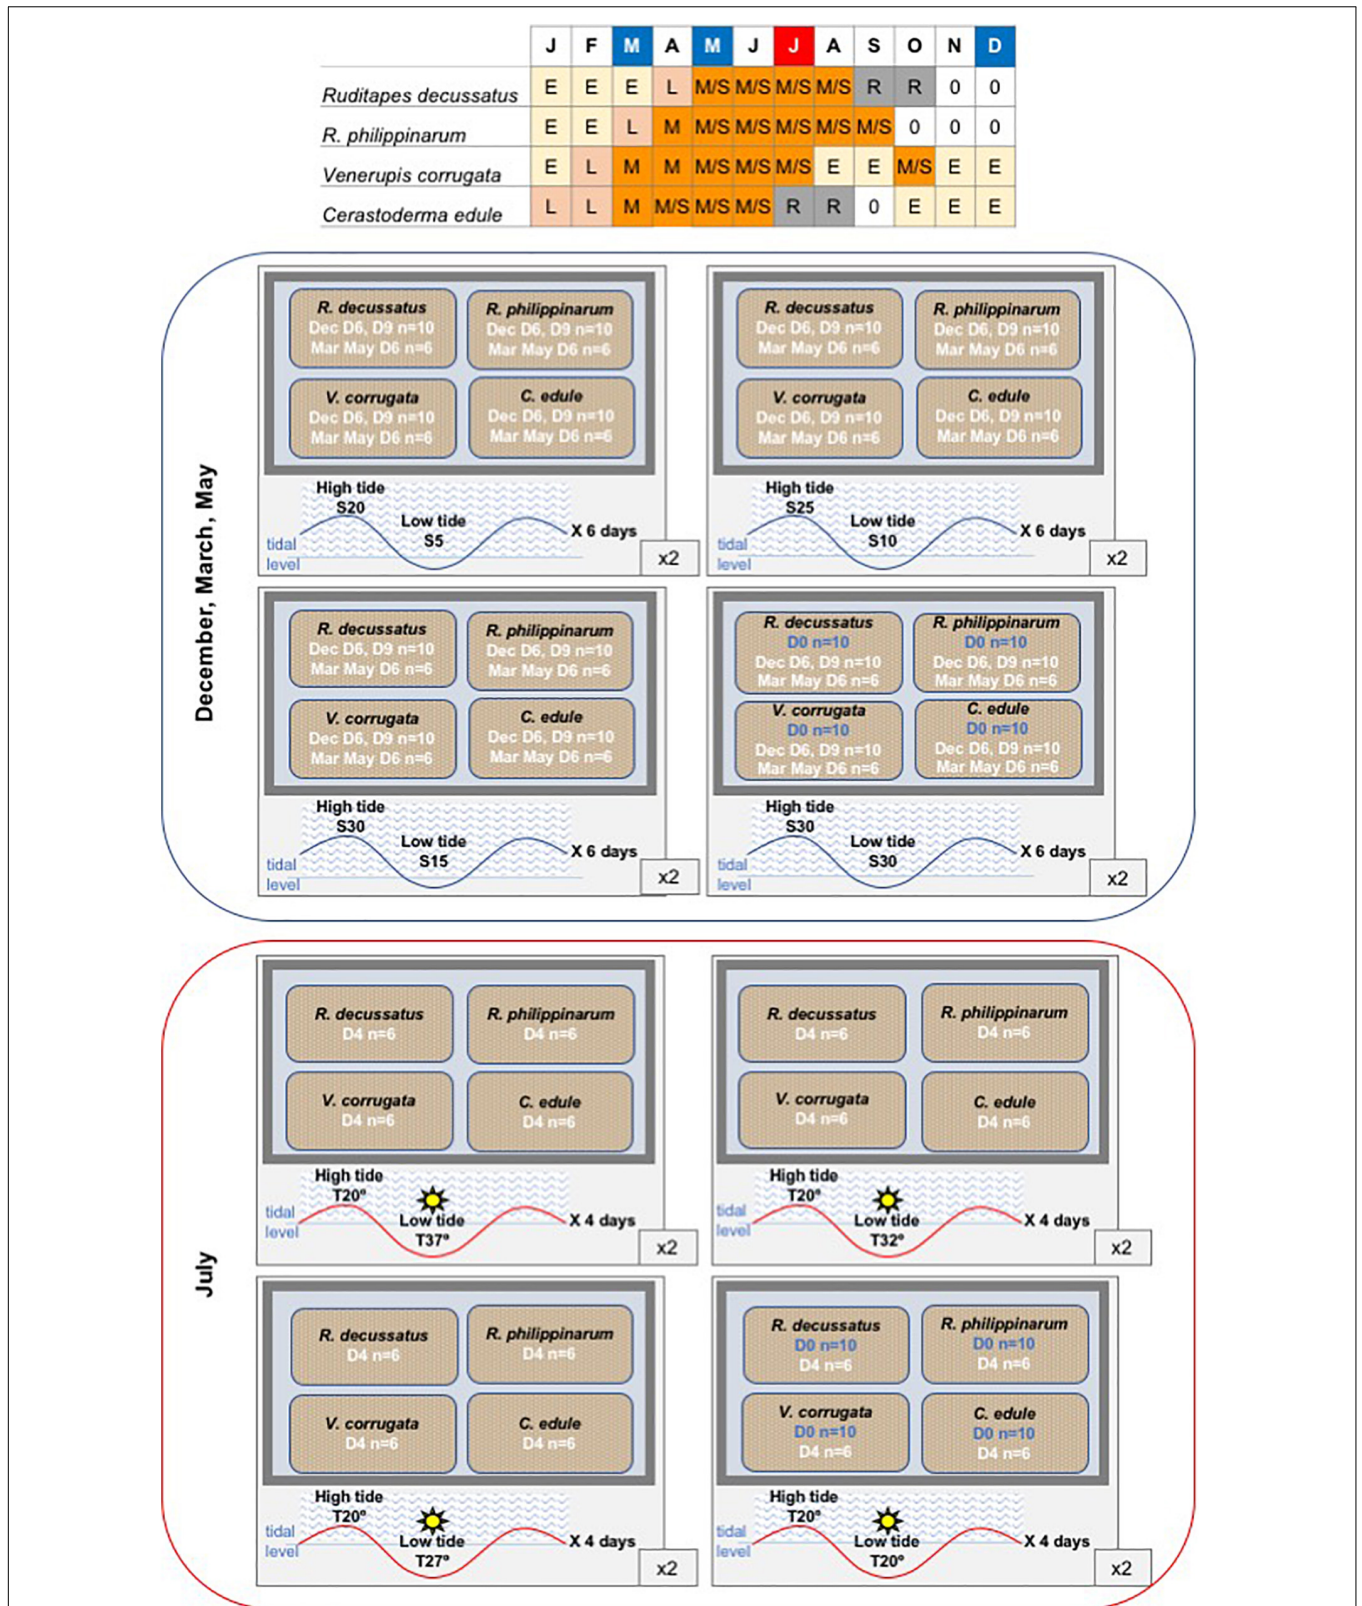 J F M A M J J A S O N D
Ruditapes decussatus E E E L M/S M/S M/S M/S R R 0 0
R. philippinarum E E L M M/S M/S M/S M/S M/S 0 0 0
Venerupis corrugata E L M M M/S M/S M/S E E M/S E E
Cerastoderma edule L L M M/S M/S M/S R R 0 E E E
December, March, May
R. decussatus
Dec D6, D9 n=10
Mar May D6 n=6
R. philippinarum
Dec D6, D9 n=10
Mar May D6 n=6
V. corrugata
Dec D6, D9 n=10
Mar May D6 n=6
C. edule
Dec D6, D9 n=10
Mar May D6 n=6
High tide
S20
Low tide
S5
tidal
level
X 6 days
x2
R. decussatus
Dec D6, D9 n=10
Mar May D6 n=6
R. philippinarum
Dec D6, D9 n=10
Mar May D6 n=6
V. corrugata
Dec D6, D9 n=10
Mar May D6 n=6
C. edule
Dec D6, D9 n=10
Mar May D6 n=6
High tide
S25
Low tide
S10
tidal
level
X 6 days
x2
R. decussatus
Dec D6, D9 n=10
Mar May D6 n=6
R. philippinarum
Dec D6, D9 n=10
Mar May D6 n=6
V. corrugata
Dec D6, D9 n=10
Mar May D6 n=6
C. edule
Dec D6, D9 n=10
Mar May D6 n=6
High tide
S30
Low tide
S15
tidal
level
X 6 days
x2
R. decussatus
D0 n=10
Dec D6, D9 n=10
Mar May D6 n=6
R. philippinarum
D0 n=10
Dec D6, D9 n=10
Mar May D6 n=6
V. corrugata
D0 n=10
Dec D6, D9 n=10
Mar May D6 n=6
C. edule
D0 n=10
Dec D6, D9 n=10
Mar May D6 n=6
High tide
S30
Low tide
S30
tidal
level
X 6 days
x2
July
R. decussatus
D4 n=6
R. philippinarum
D4 n=6
V. corrugata
D4 n=6
C. edule
D4 n=6
High tide
T20º
Low tide
T37º
tidal
level
X 4 days
x2
R. decussatus
D4 n=6
R. philippinarum
D4 n=6
V. corrugata
D4 n=6
C. edule
D4 n=6
High tide
T20º
Low tide
T32º
tidal
level
X 4 days
x2
R. decussatus
D4 n=6
R. philippinarum
D4 n=6
V. corrugata
D4 n=6
C. edule
D4 n=6
High tide
T20º
Low tide
T27º
tidal
level
X 4 days
x2
R. decussatus
D0 n=10
D4 n=6
R. philippinarum
D0 n=10
D4 n=6
V. corrugata
D0 n=10
D4 n=6
C. edule
D0 n=10
D4 n=6
High tide
T20º
Low tide
T20º
tidal
level
X 4 days
x2